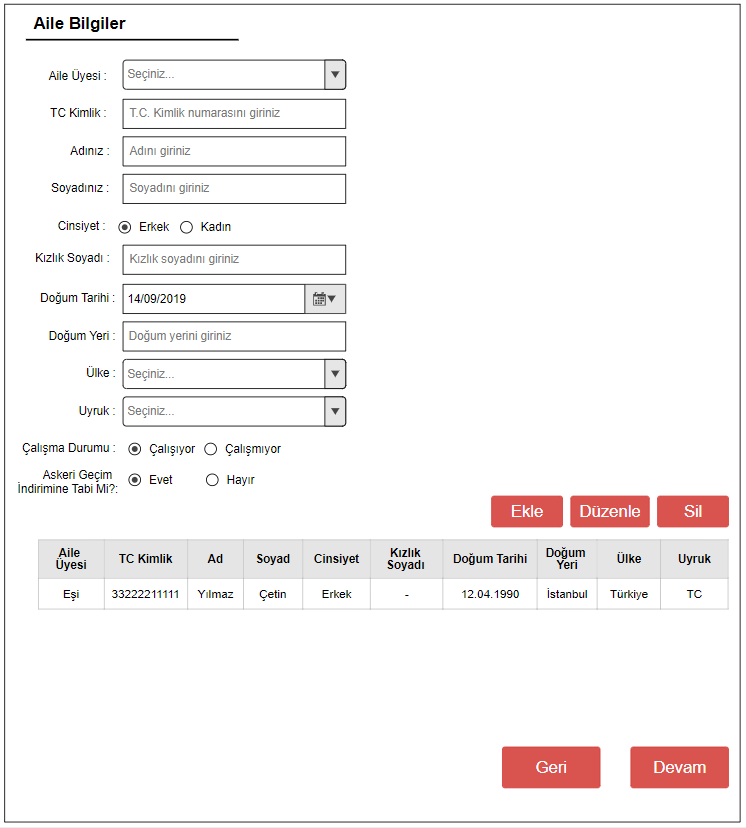 Aile Bilgiler
Aile Üyesi : Seçiniz...
TC Kimlik : T.C. Kimlik numarasını giriniz
Adınız : Adını giriniz
Soyadınız : Soyadını giriniz
Cinsiyet : Erkek Kadın
Kızlık Soyadı : Kızlık soyadını giriniz
Doğum Tarihi : 14/09/2019
Doğum Yeri : Doğum yerini giriniz
Ülke : Seçiniz...
Uyruk : Seçiniz...
Çalışma Durumu : Çalışıyor Çalışmıyor
Askeri Geçim
İndirimine Tabi Mi?: Evet Hayır
Ekle Düzenle Sil
Aile Üyesi TC Kimlik Ad Soyad Cinsiyet Kızlık Soyadı Doğum Tarihi Doğum Yeri Ülke Uyruk
Eşi 33222211111 Yılmaz Çetin Erkek - 12.04.1990 İstanbul Türkiye TC
Geri Devam